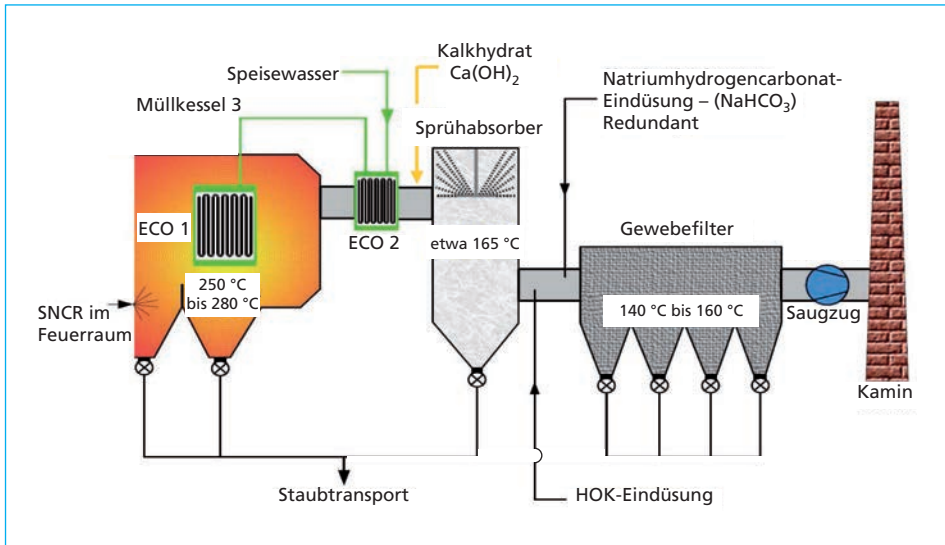 Kalkhydrat
Ca(OH)2
Speisewasser
Müllkessel 3
Sprühabsorber
Natriumhydrogencarbonat-
Eindüsung – (NaHCO3)
Redundant
ECO 1
ECO 2
etwa 165 °C
Gewebefilter
250 °C
bis 280 °C
SNCR im
Feuerraum
140 °C bis 160 °C
Saugzug
Kamin
Staubtransport
HOK-Eindüsung